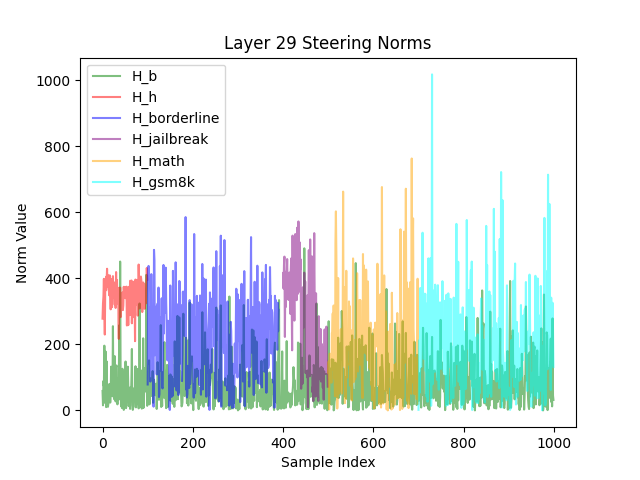 Layer 29 Steering Norms
H_b
H_h
H_borderline
H_jailbreak
H_math
H_gsm8k
Norm Value
1000
800
600
400
200
0
0 200 400 600 800 1000
Sample Index